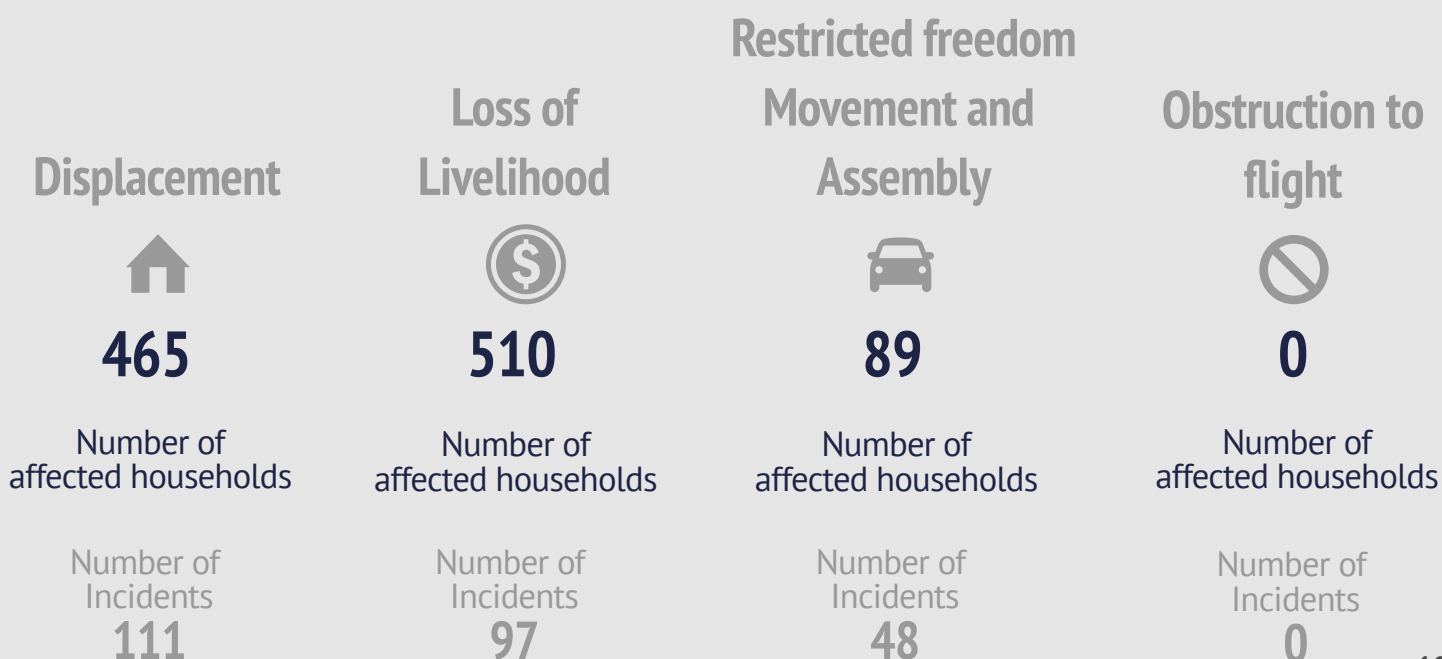 Displacement
465
Number of
affected households
Number of
Incidents
111
Loss of
Livelihood
$
510
Number of
affected households
Number of
Incidents
97
Restricted freedom
Movement and
Assembly
89
Number of
affected households
Number of
Incidents
48
Obstruction to
flight
0
Number of
affected households
Number of
Incidents
0